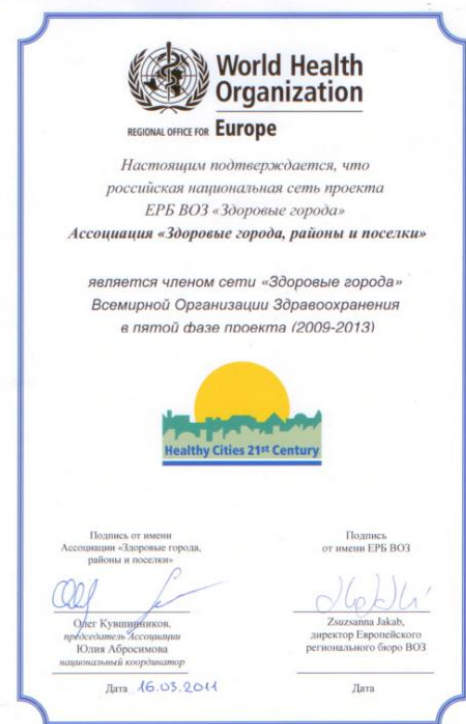 World Health
Organization
REGIONAL OFFICE FOR Europe
Настоящим подтверждается, что
российская национальная сеть проекта
ЕРБ ВОЗ «Здоровые города»
Ассоциация «Здоровые города, районы и поселки»
является членом сети «Здоровые города»
Всемирной Организации Здравоохранения
в пятой фазе проекта (2009-2013)
Healthy Cities 21st Century
Подпись от имени
Ассоциации «Здоровые города,
районы и поселки»
Олег Кувшинников,
председатель Ассоциации
Юлия Абросимова
национальный координатор
Дата 16.03.2011
Подпись
от имени ЕРБ ВОЗ
Zsuzsanna Jakab,
директор Европейского
регионального бюро ВОЗ
Дата